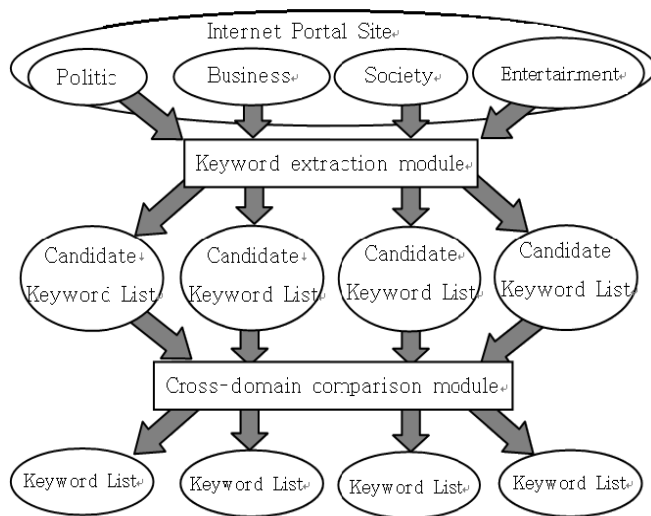 Internet Portal Site
Politic Business Society Entertainment
Keyword extraction module
Candidate Candidate Candidate Candidate
Keyword List Keyword List Keyword List Keyword List
Cross-domain comparison module
Keyword List Keyword List Keyword List Keyword List